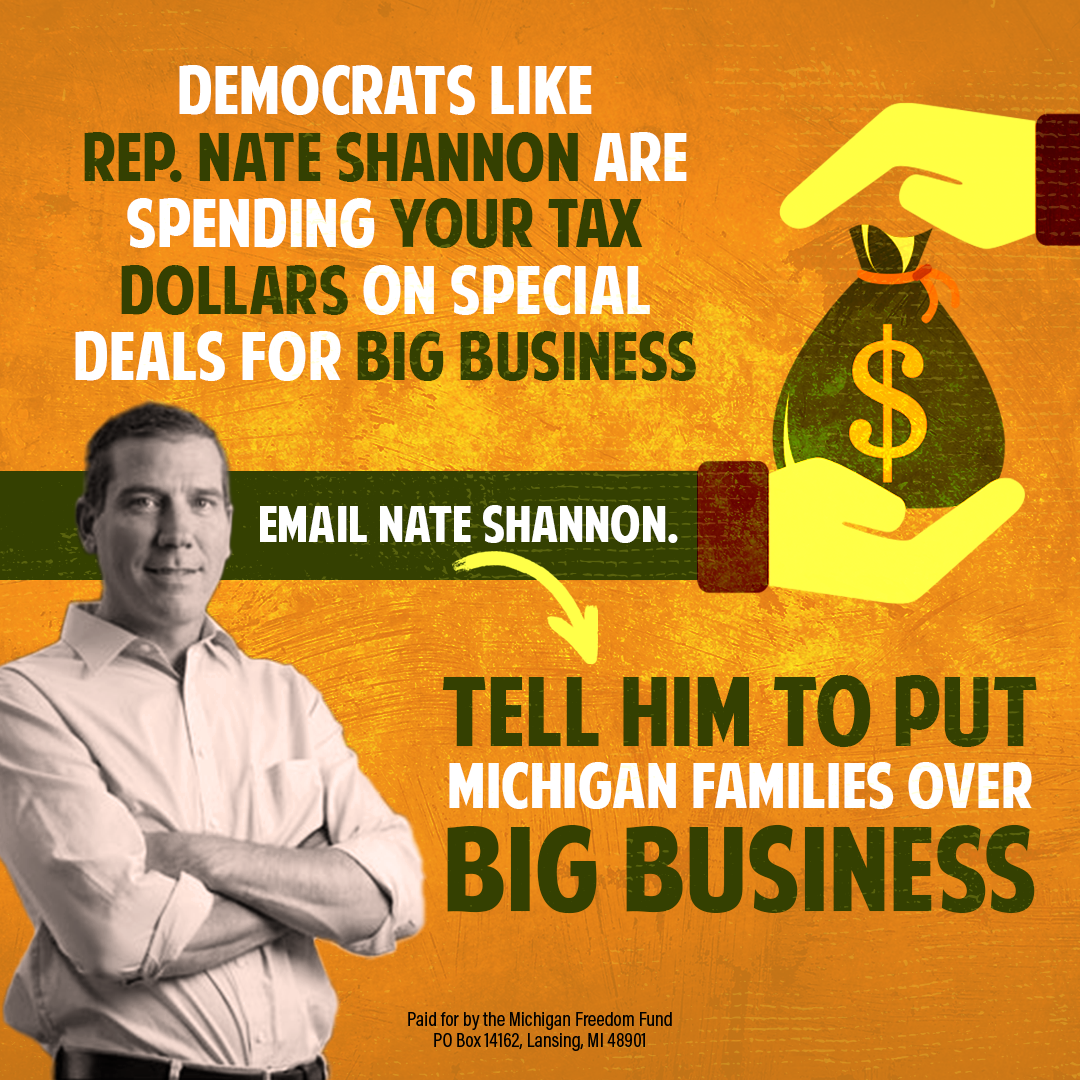 DEMOCRATS LIKE
REP. NATE SHANNON ARE
SPENDING YOUR TAX
DOLLARS ON SPECIAL
DEALS FOR BIG BUSINESS
$
EMAIL NATE SHANNON.
TELL HIM TO PUT
MICHIGAN FAMILIES OVER
BIG BUSINESS
Paid for by the Michigan Freedom Fund
PO Box 14162, Lansing, MI 48901